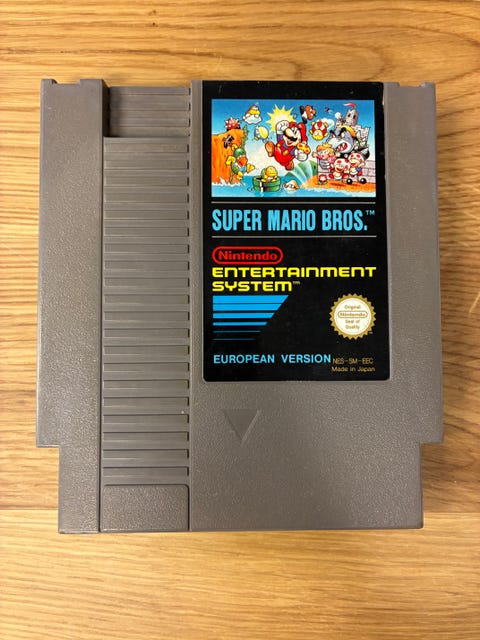 SUPER MARIO BROS.™
Nintendo
ENTERTAINMENT
SYSTEM™
Original
Nintendo
Seal of
Quality
EUROPEAN VERSION NES-SM-EEC
Made in Japan